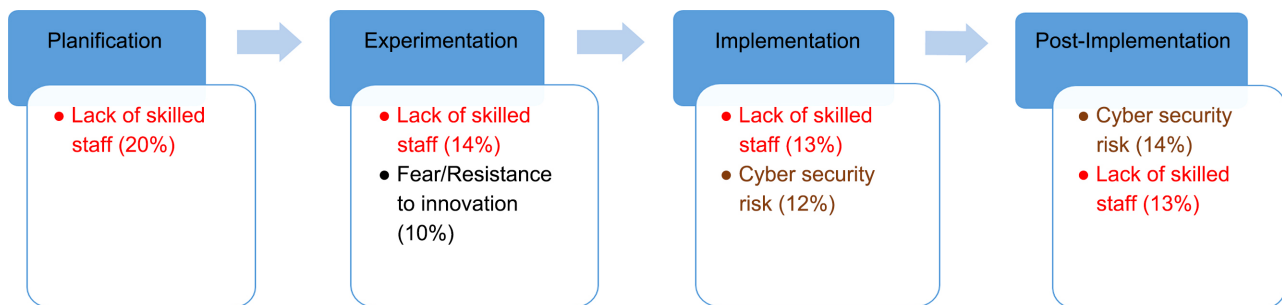 Planification
Experimentation
Implementation
Post-Implementation
● Lack of skilled
staff (20%)
● Lack of skilled
staff (14%)
● Fear/Resistance
to innovation
(10%)
● Lack of skilled
staff (13%)
● Cyber security
risk (12%)
● Cyber security
risk (14%)
● Lack of skilled
staff (13%)